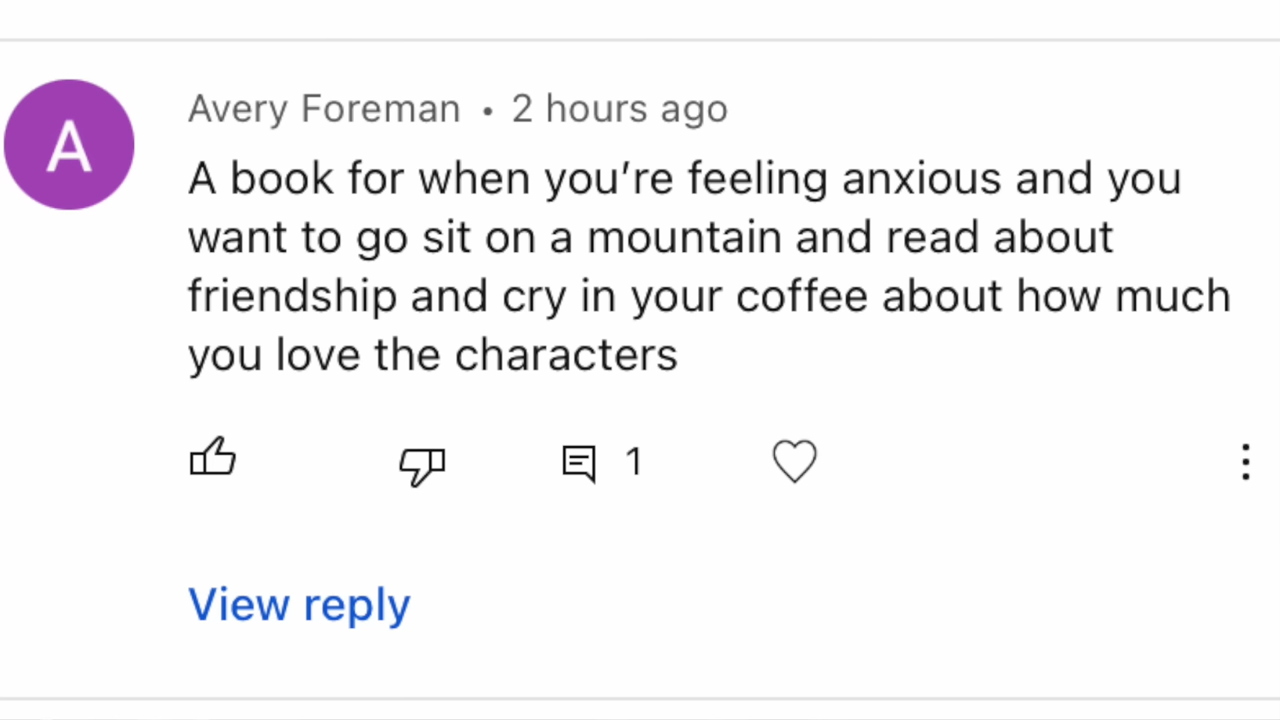 A
Avery Foreman • 2 hours ago
A book for when you’re feeling anxious and you
want to go sit on a mountain and read about
friendship and cry in your coffee about how much
you love the characters
1
View reply